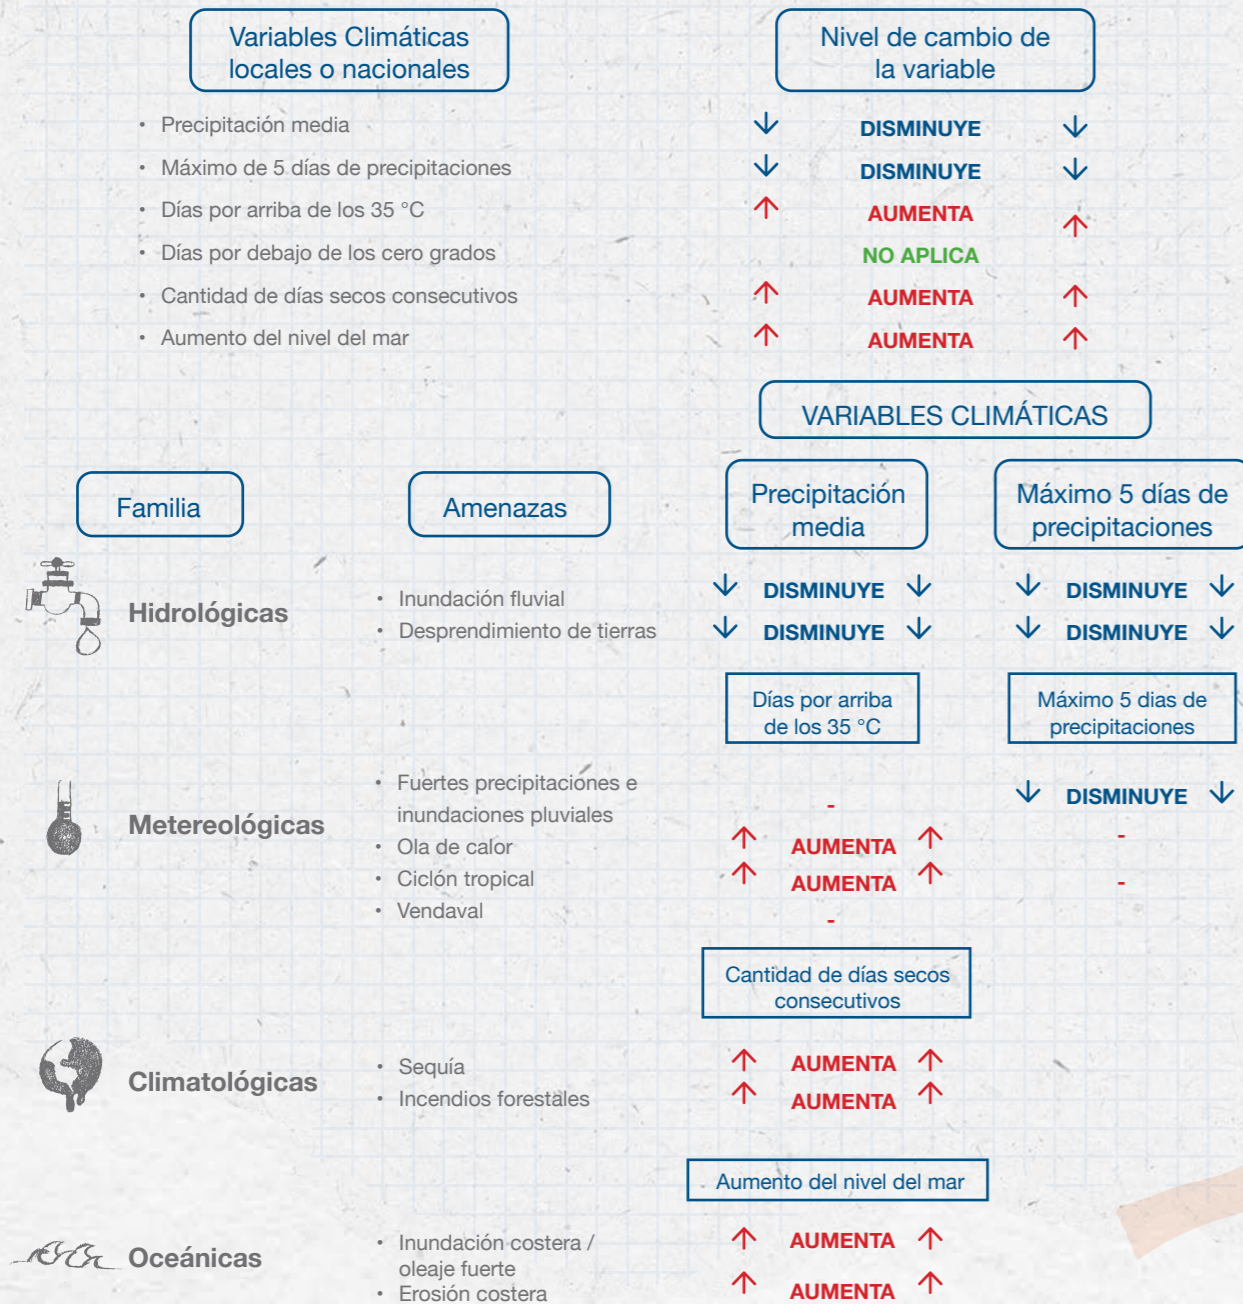 Variables Climáticas
locales o nacionales
Nivel de cambio de
la variable
• Precipitación media
↓ DISMINUYE ↓
• Máximo de 5 días de precipitaciones
↓ DISMINUYE ↓
• Días por arriba de los 35 °C
↑ AUMENTA ↑
• Días por debajo de los cero grados
NO APLICA
• Cantidad de días secos consecutivos
↑ AUMENTA ↑
• Aumento del nivel del mar
↑ AUMENTA ↑
VARIABLES CLIMÁTICAS
Familia
Amenazas
Precipitación
media
Máximo 5 días de
precipitaciones
Hidrológicas
• Inundación fluvial
• Desprendimiento de tierras
↓ DISMINUYE ↓
↓ DISMINUYE ↓
↓ DISMINUYE ↓
↓ DISMINUYE ↓
Días por arriba
de los 35 °C
Máximo 5 dias de
precipitaciones
Metereológicas
• Fuertes precipitaciones e
inundaciones pluviales
• Ola de calor
• Ciclón tropical
• Vendaval
-
↑ AUMENTA ↑
↑ AUMENTA ↑
-
↓ DISMINUYE ↓
-
-
Cantidad de días secos
consecutivos
Climatológicas
• Sequía
• Incendios forestales
↑ AUMENTA ↑
↑ AUMENTA ↑
Aumento del nivel del mar
Oceánicas
• Inundación costera /
oleaje fuerte
• Erosión costera
↑ AUMENTA ↑
↑ AUMENTA ↑